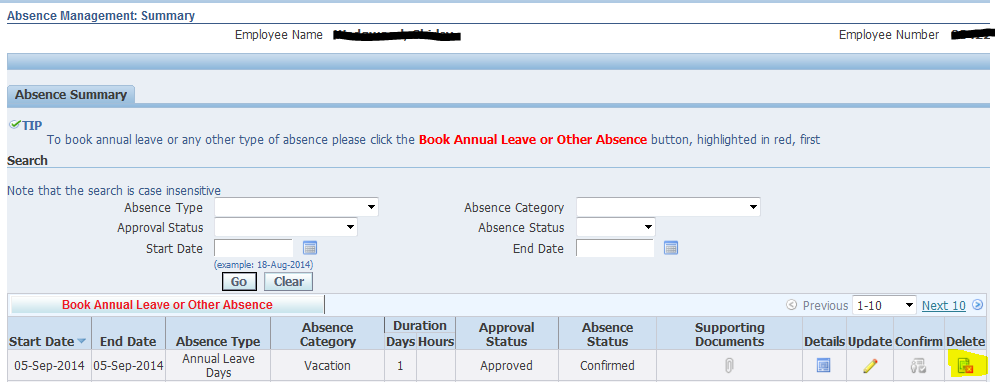 Absence Management: Summary
Employee Name Employee Number
Absence Summary
TIP
To book annual leave or any other type of absence please click the Book Annual Leave or Other Absence button, highlighted in red, first
Search
Note that the search is case insensitive
Absence Type Absence Category
Approval Status Absence Status
Start Date End Date
(example: 18-Aug-2014)
Go Clear
Book Annual Leave or Other Absence Previous 1-10 Next 10
Absence Duration Approval Absence Supporting
Start Date End Date Absence Type Category Days Hours Status Status Documents Details Update Confirm Delete
Annual Leave
05-Sep-2014 05-Sep-2014 Vacation 1 Approved Confirmed
Days